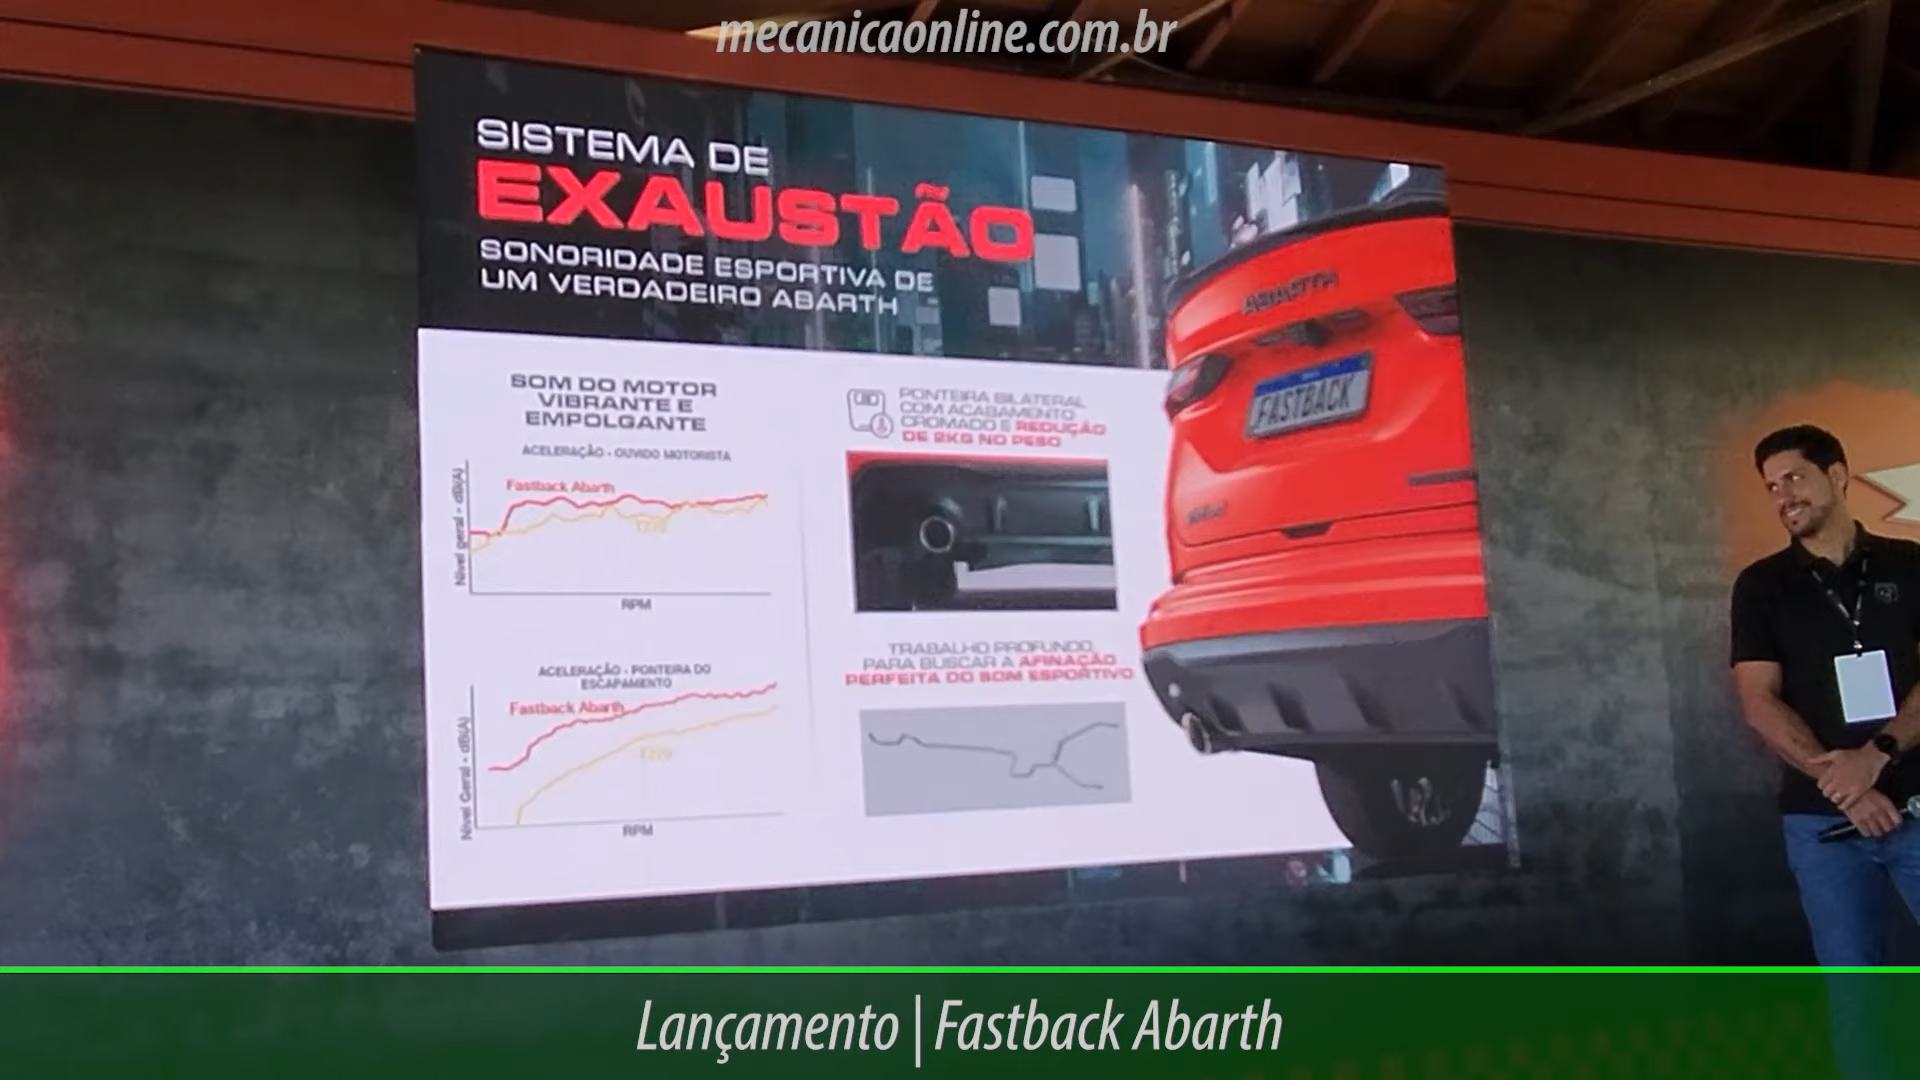 mecanicaonline.com.br
SISTEMA DE
EXAUSTÃO
SONORIDADE ESPORTIVA DE
UM VERDADEIRO ABARTH
SOM DO MOTOR
VIBRANTE E
EMPOLGANTE
ACELERAÇÃO - OUVIDO MOTORISTA
Nível geral - dB(A)
Fastback Abarth
RPM
ACELERAÇÃO - PONTEIRA DO
ESCAPAMENTO
Nível Geral - dB(A)
Fastback Abarth
T270
RPM
PONTEIRA BILATERAL
COM ACABAMENTO
CROMADO E REDUÇÃO
DE 2KG NO PESO
TRABALHO PROFUNDO
PARA BUSCAR A AFINAÇÃO
PERFEITA DO SOM ESPORTIVO
ABARTH
FASTBACK
Lançamento | Fastback Abarth